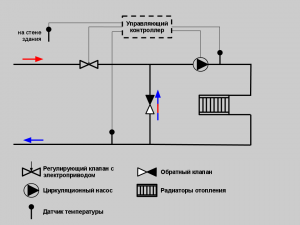 Управляющий
контроллер
на стене
здания
Регулирующий клапан с
электроприводом
Обратный клапан
Циркуляционный насос
Радиаторы отопления
Датчик температуры